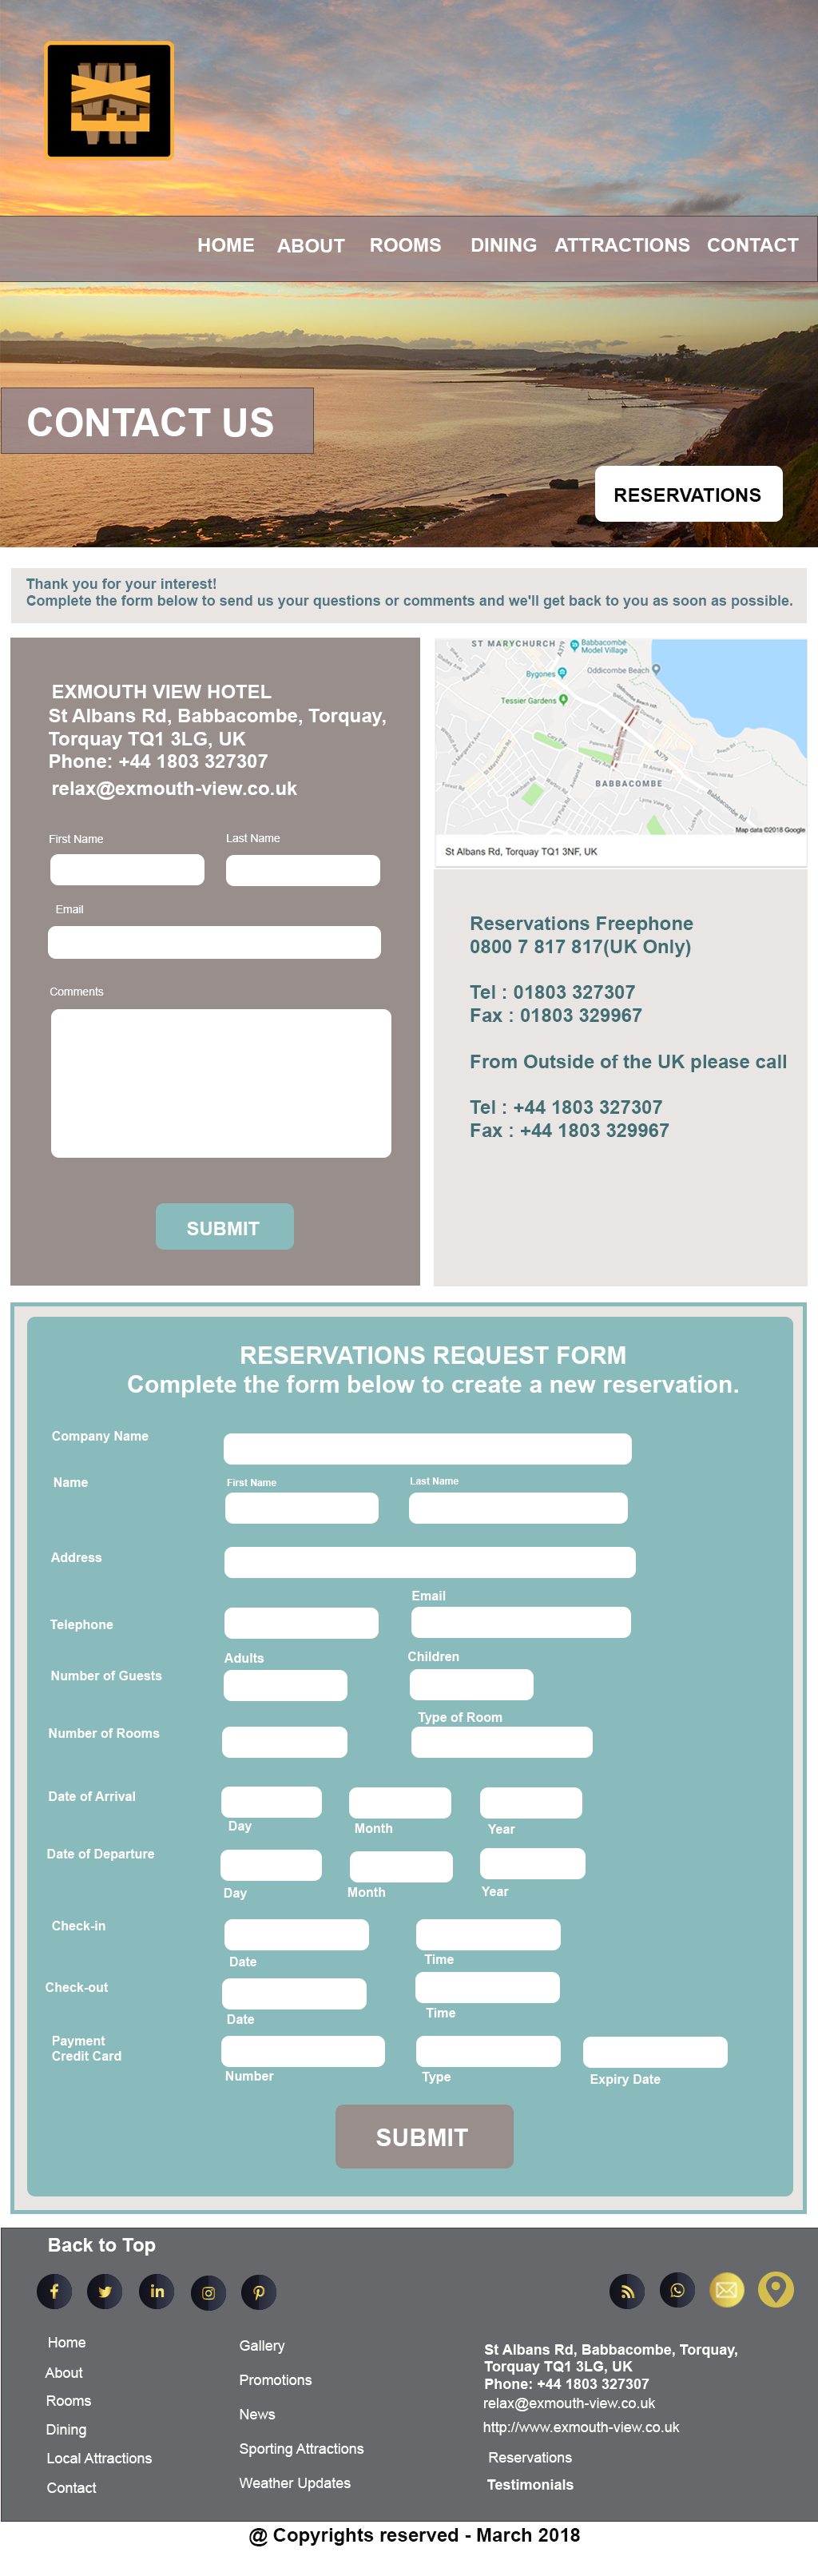 HOME ABOUT ROOMS DINING ATTRACTIONS CONTACT
CONTACT US
RESERVATIONS
Thank you for your interest!
Complete the form below to send us your questions or comments and we'll get back to you as soon as possible.
EXMOUTH VIEW HOTEL
St Albans Rd, Babbacombe, Torquay,
Torquay TQ1 3LG, UK
Phone: +44 1803 327307
relax@exmouth-view.co.uk
First Name Last Name
Email
Comments
SUBMIT
ST MARYCHURCH
Babbacombe
Model Village
Bygones
Oddicombe Beach
Tessier Gardens
A379
BABBACOMBE
Map data ©2018 Google
St Albans Rd, Torquay TQ1 3NF, UK
Reservations Freephone
0800 7 817 817(UK Only)
Tel : 01803 327307
Fax : 01803 329967
From Outside of the UK please call
Tel : +44 1803 327307
Fax : +44 1803 329967
RESERVATIONS REQUEST FORM
Complete the form below to create a new reservation.
Company Name
Name First Name Last Name
Address
Email
Telephone
Adults Children
Number of Guests
Type of Room
Number of Rooms
Date of Arrival
Day Month Year
Date of Departure
Day Month Year
Check-in
Date Time
Check-out
Date Time
Payment
Credit Card
Number Type Expiry Date
SUBMIT
Back to Top
Home
About
Rooms
Dining
Local Attractions
Contact
Gallery
Promotions
News
Sporting Attractions
Weather Updates
St Albans Rd, Babbacombe, Torquay,
Torquay TQ1 3LG, UK
Phone: +44 1803 327307
relax@exmouth-view.co.uk
http://www.exmouth-view.co.uk
Reservations
Testimonials
@ Copyrights reserved - March 2018